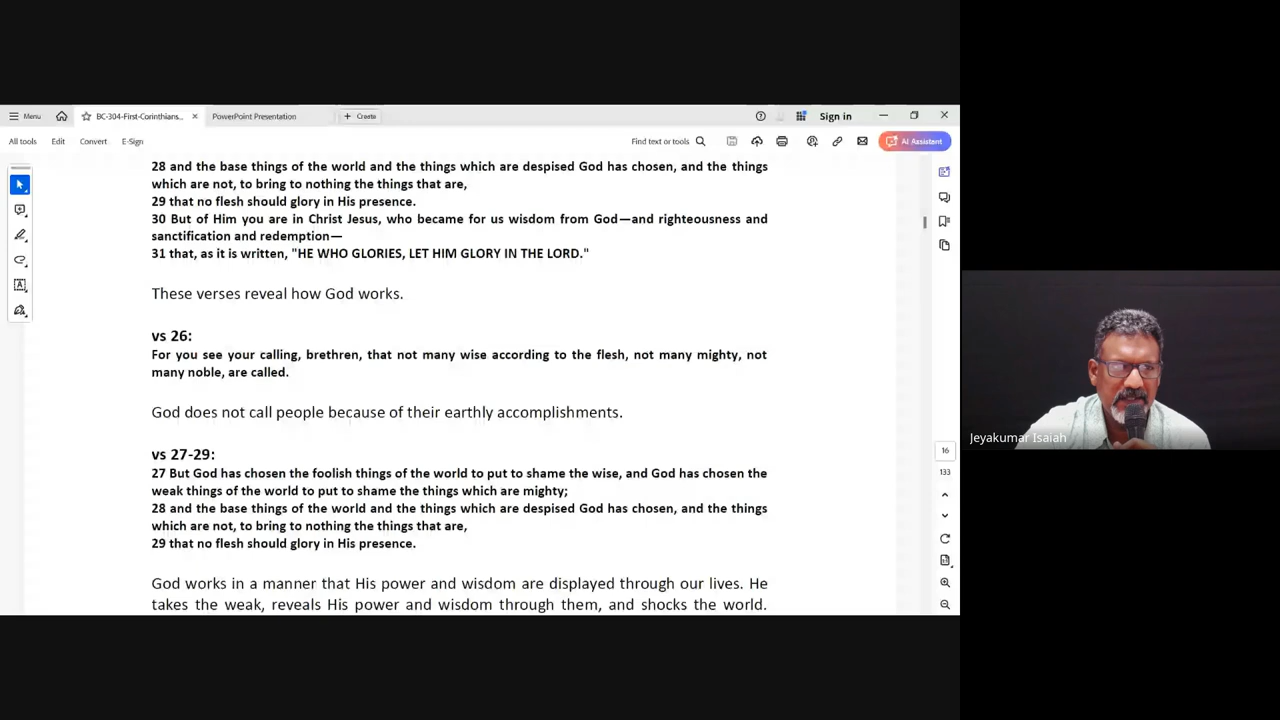 Menu
BC-304-First-Corinthians...
PowerPoint Presentation
Create
Sign in
All tools
Edit
Convert
E-Sign
Find text or tools
AI Assistant
28 and the base things of the world and the things which are despised God has chosen, and the things
which are not, to bring to nothing the things that are,
29 that no flesh should glory in His presence.
30 But of Him you are in Christ Jesus, who became for us wisdom from God—and righteousness and
sanctification and redemption—
31 that, as it is written, "HE WHO GLORIES, LET HIM GLORY IN THE LORD."
These verses reveal how God works.
vs 26:
For you see your calling, brethren, that not many wise according to the flesh, not many mighty, not
many noble, are called.
God does not call people because of their earthly accomplishments.
vs 27-29:
27 But God has chosen the foolish things of the world to put to shame the wise, and God has chosen the
weak things of the world to put to shame the things which are mighty;
28 and the base things of the world and the things which are despised God has chosen, and the things
which are not, to bring to nothing the things that are,
29 that no flesh should glory in His presence.
God works in a manner that His power and wisdom are displayed through our lives. He
takes the weak, reveals His power and wisdom through them, and shocks the world.
16
133
Jeyakumar Isaiah